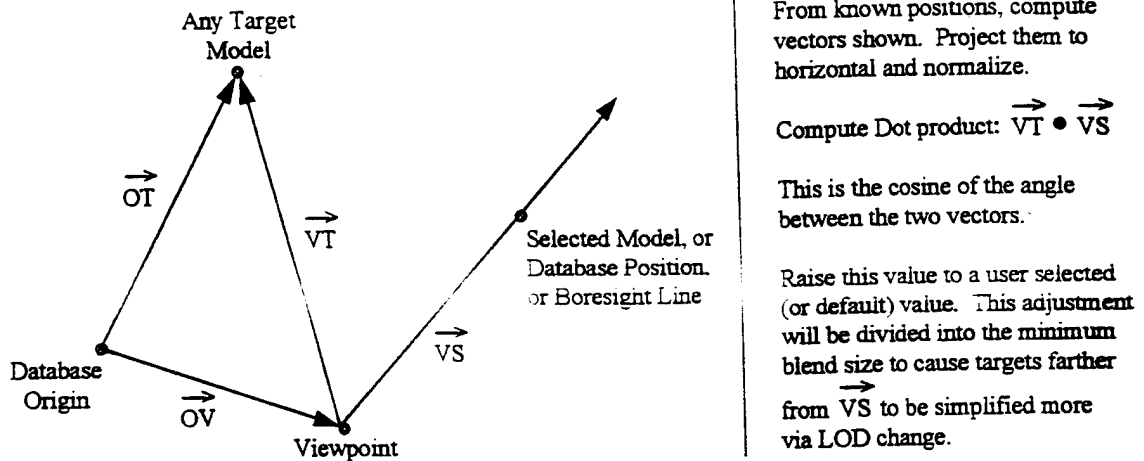 Any Target
Model
OT
VT
Selected Model, or
Database Position.
or Boresight Line
VS
Database
Origin
OV
Viewpoint
From known positions, compute
vectors shown. Project them to
horizontal and normalize.
Compute Dot product: VT • VS
This is the cosine of the angle
between the two vectors.
Raise this value to a user selected
(or default) value. This adjustment
will be divided into the minimum
blend size to cause targets farther
from VS to be simplified more
via LOD change.